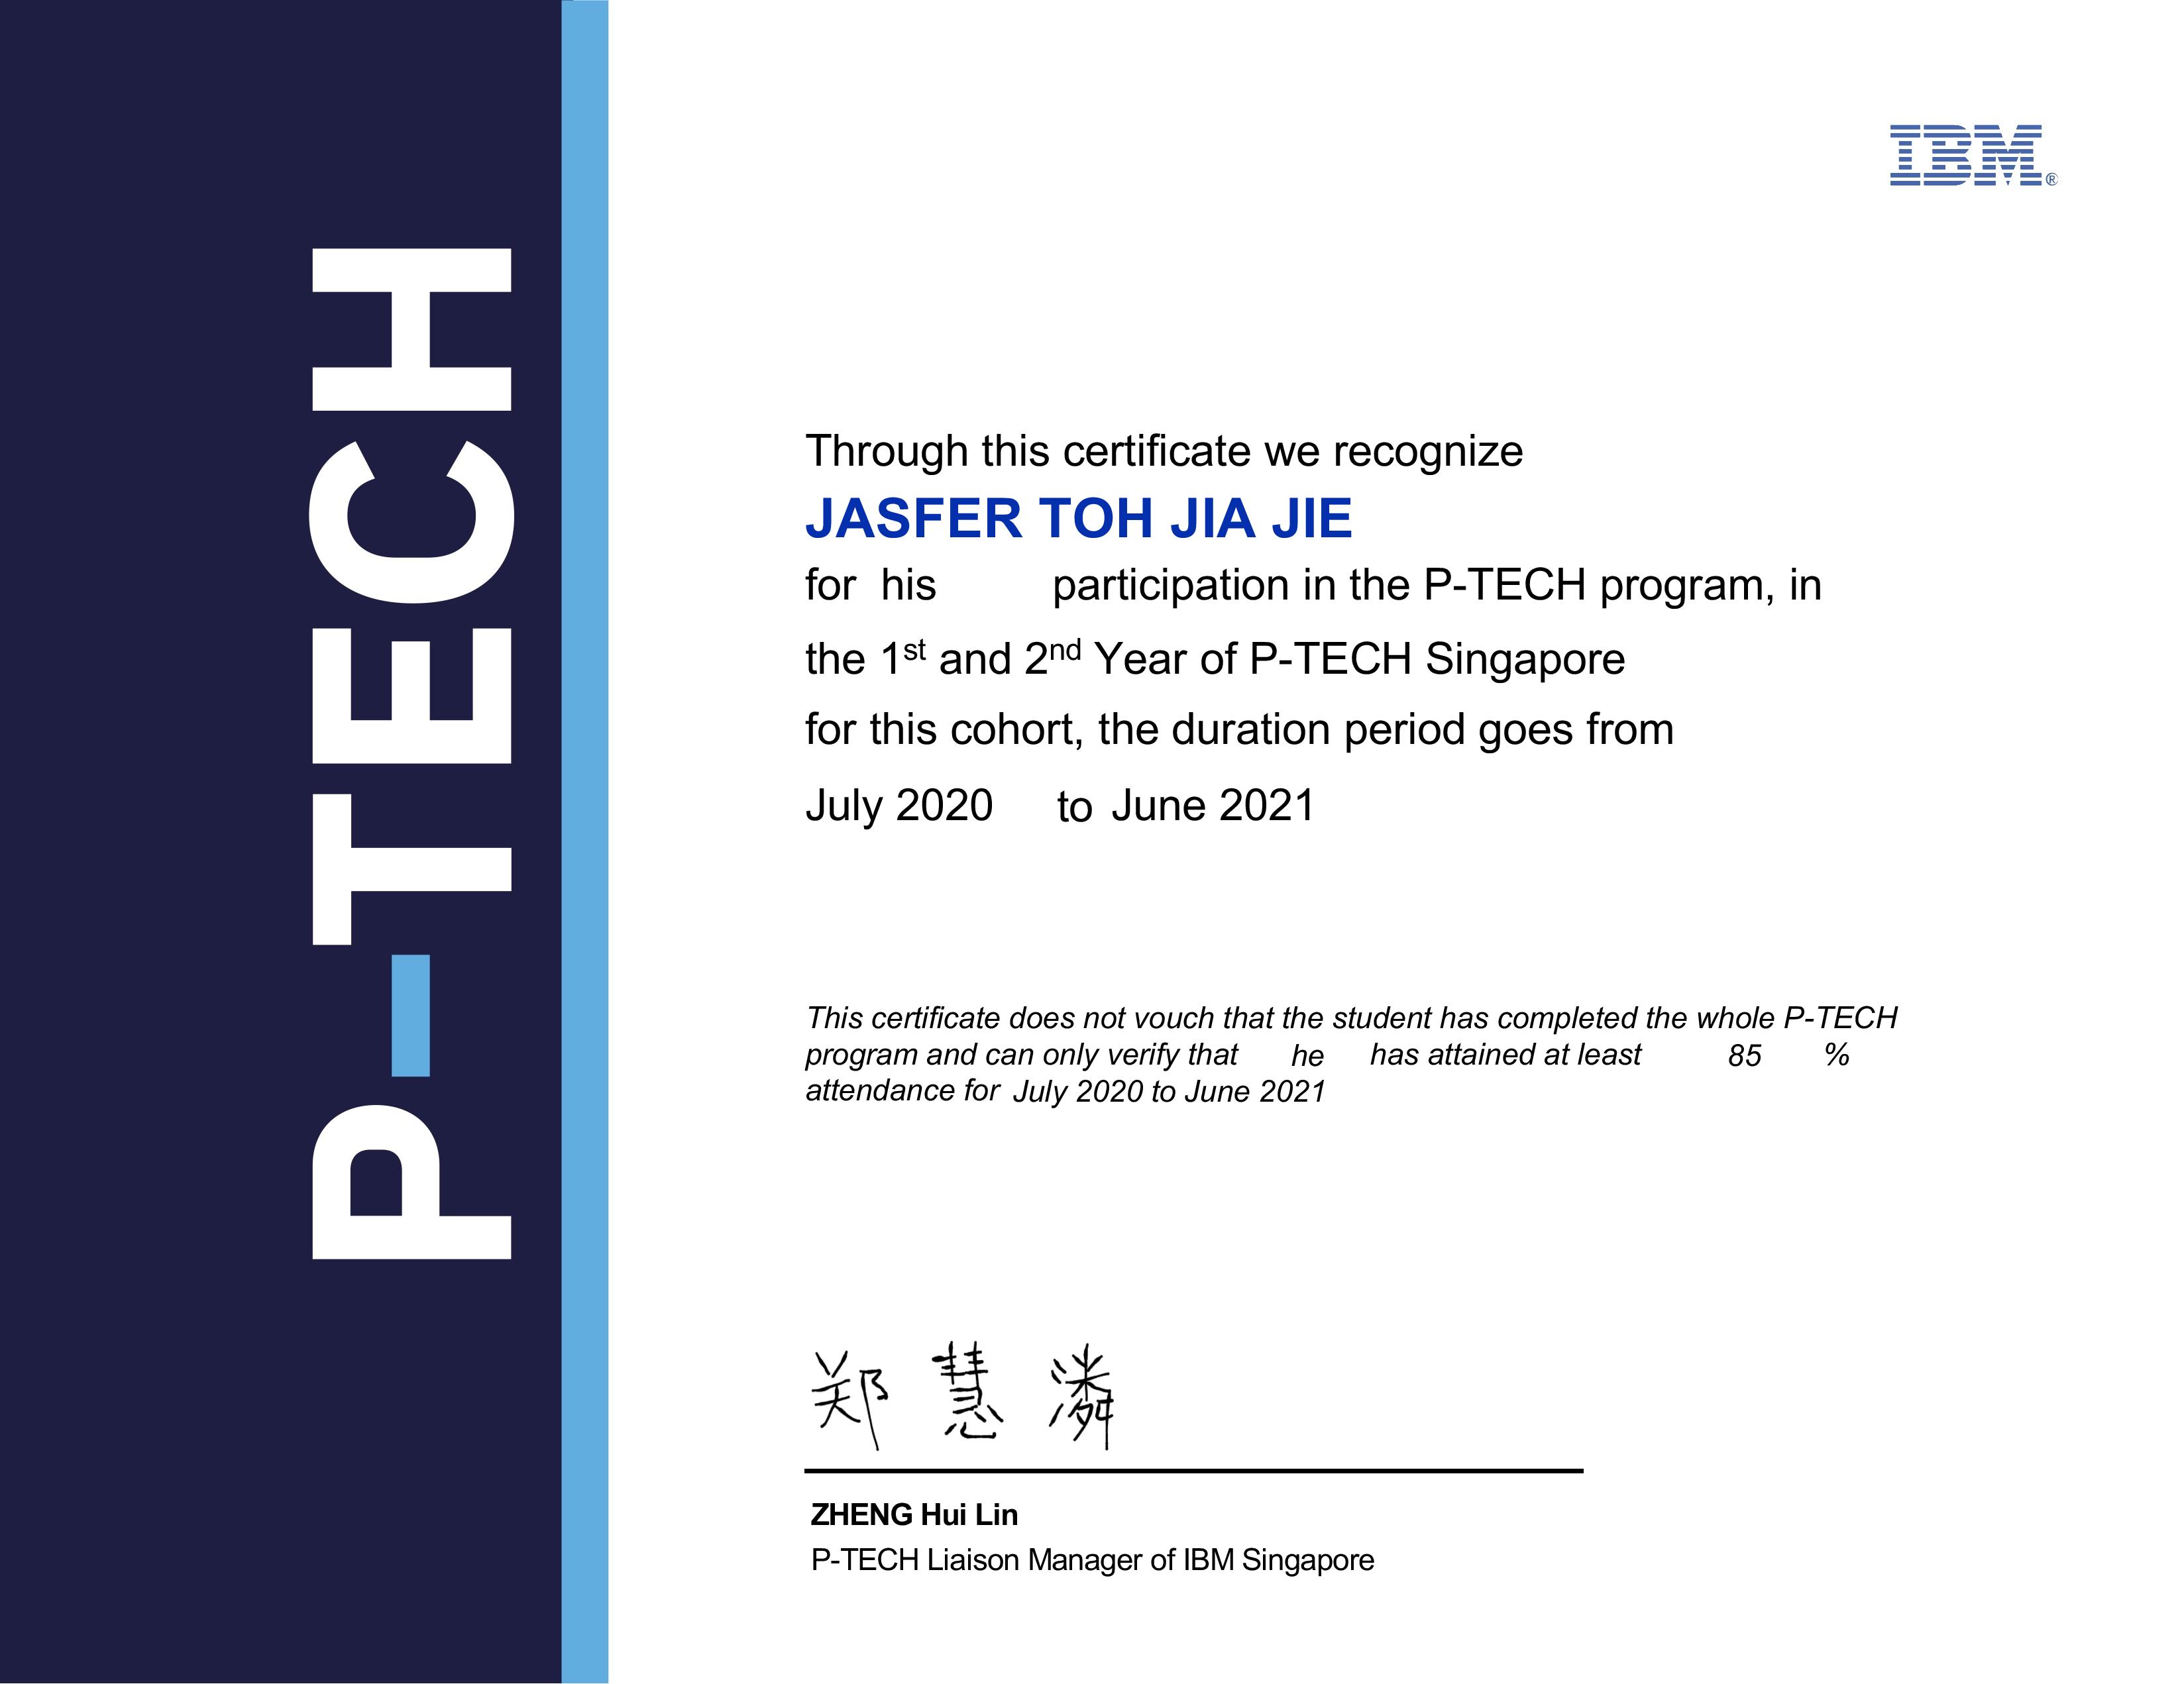 P-TECH
IBM®
Through this certificate we recognize
JASFER TOH JIA JIE
for his participation in the P-TECH program, in
the 1st and 2nd Year of P-TECH Singapore
for this cohort, the duration period goes from
July 2020 to June 2021
This certificate does not vouch that the student has completed the whole P-TECH
program and can only verify that he has attained at least 85 %
attendance for July 2020 to June 2021
郑慧潾
ZHENG Hui Lin
P-TECH Liaison Manager of IBM Singapore